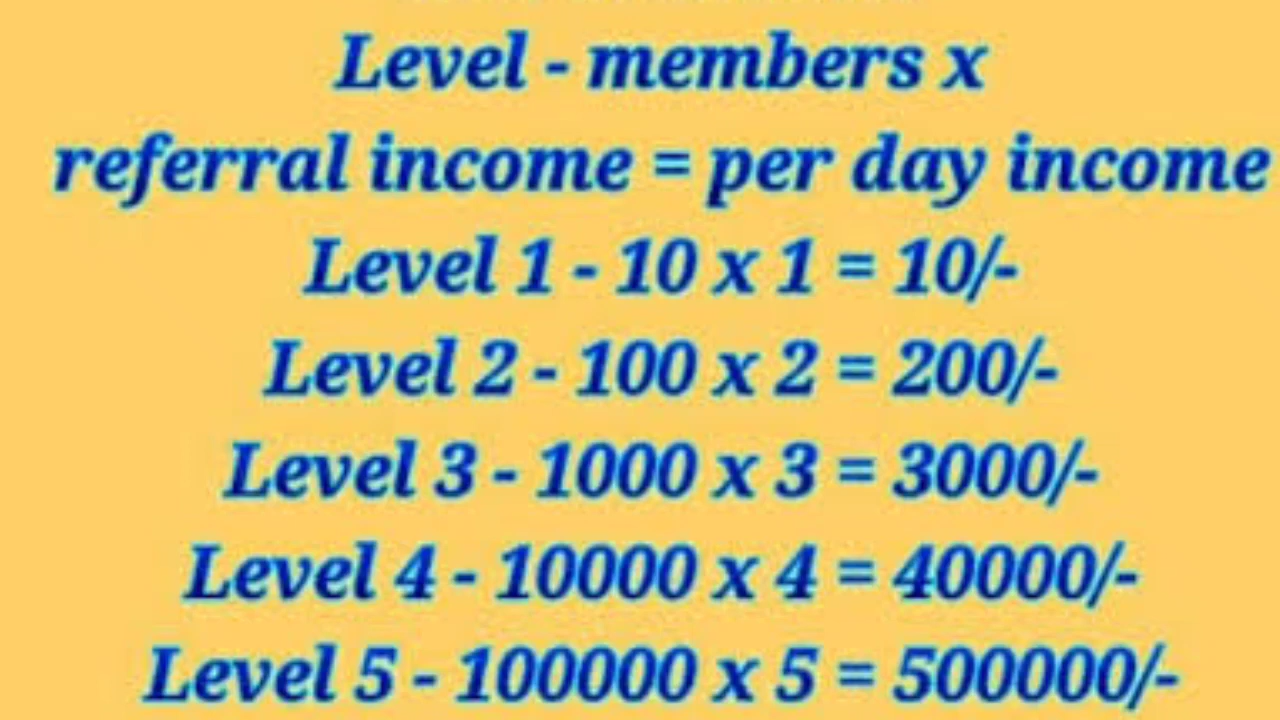 Level - members x
referral income = per day income
Level 1 - 10 x 1 = 10/-
Level 2 - 100 x 2 = 200/-
Level 3 - 1000 x 3 = 3000/-
Level 4 - 10000 x 4 = 40000/-
Level 5 - 100000 x 5 = 500000/-